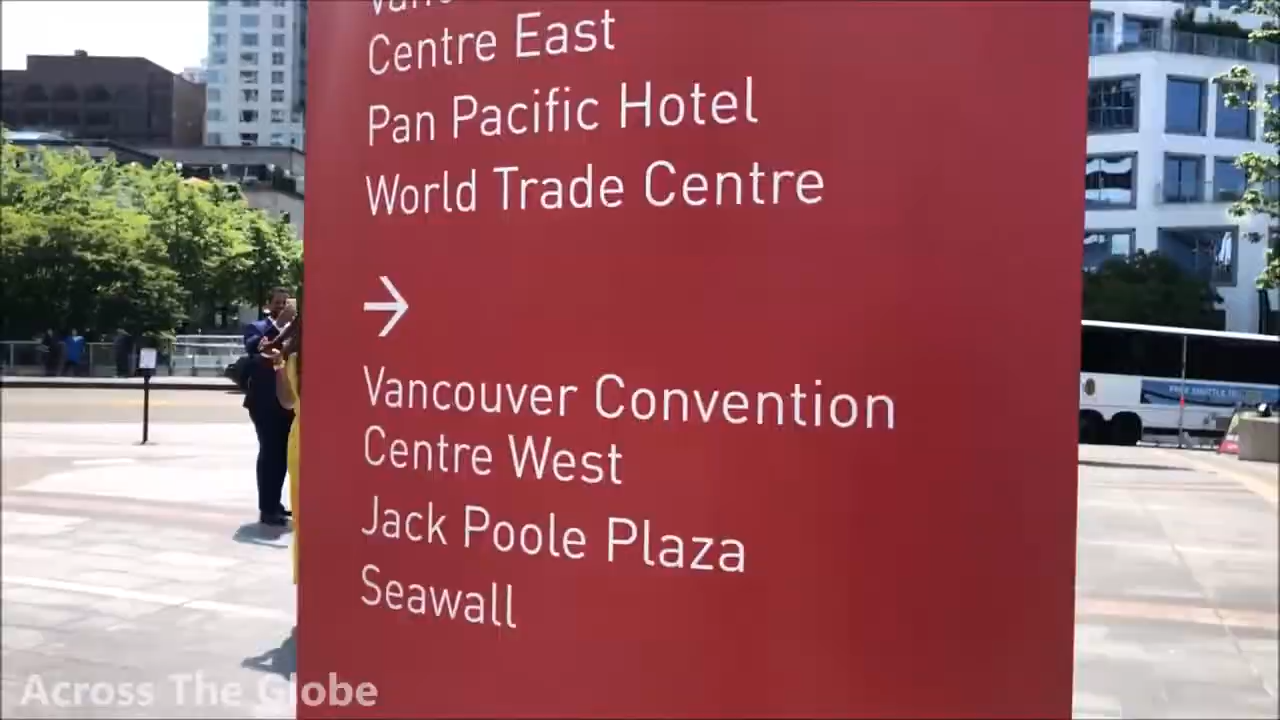 Centre East
Pan Pacific Hotel
World Trade Centre
→
Vancouver Convention
Centre West
Jack Poole Plaza
Seawall
Across The Globe